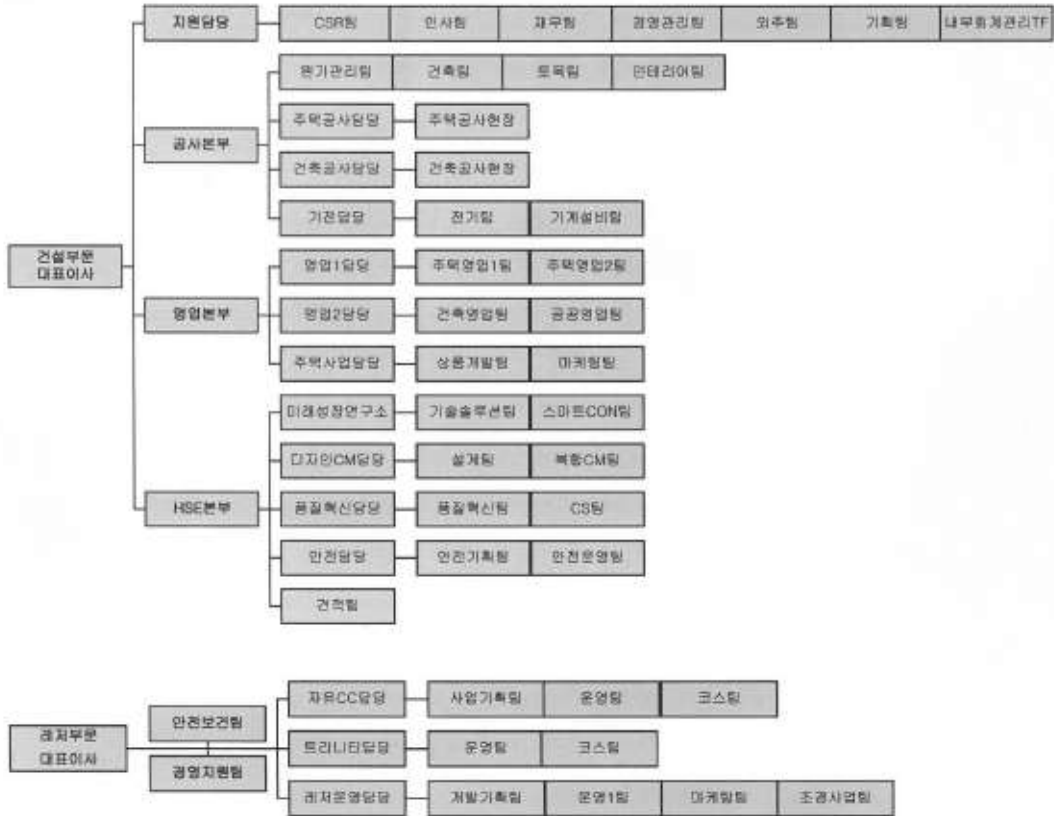 지원담당 CSR팀 인사팀 재무팀 경영관리팀 외주팀 기획팀 내부회계관리TF
원가관리팀 건축팀 토목팀 인테리어팀
주택공사담당 주택공사현장
공사본부
건축공사담당 건축공사현장
기전담당 전기팀 기계설비팀
건설부문
대표이사
영업1담당 주택영업1팀 주택영업2팀
영업본부 영업2담당 건축영업팀 공공영업팀
주택사업담당 상품개발팀 마케팅팀
미래성장연구소 기술솔루션팀 스마트CON팀
디자인CM담당 설계팀 복합CM팀
HSE본부 품질혁신담당 품질혁신팀 CS팀
안전담당 안전기획팀 안전운영팀
견적팀
자유CC담당 사업기획팀 운영팀 코스팀
안전보건팀
레저부문
대표이사
트리니티담당 운영팀 코스팀
경영지원팀
레저운영담당 개발기획팀 운영1팀 마케팅팀 조경사업팀